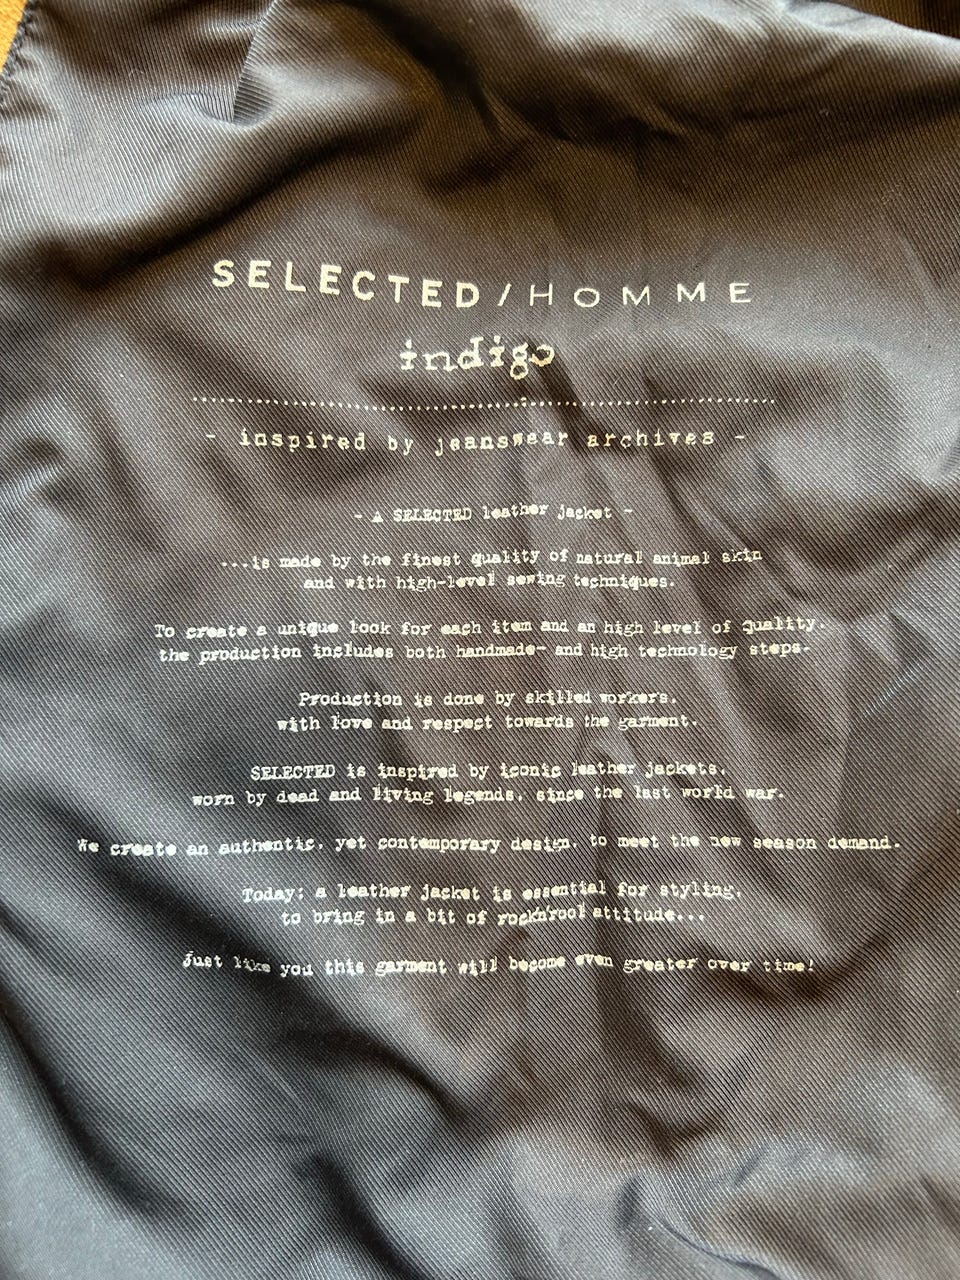 SELECTED/HOMME
indigo
- inspired by jeanswear archives -
- A SELECTED leather jacket -
...is made by the finest quality of natural animal skin
and with high-level sewing techniques.
To create a unique look for each item and an high level of quality.
the production includes both handmade- and high technology steps.
Production is done by skilled workers,
with love and respect towards the garment.
SELECTED is inspired by iconic leather jackets,
worn by dead and living legends, since the last world war.
We create an authentic, yet contemporary design, to meet the new season demand.
Today; a leather jacket is essential for styling,
to bring in a bit of rock'n'rool attitude...
Just like you this garment will become even greater over time!